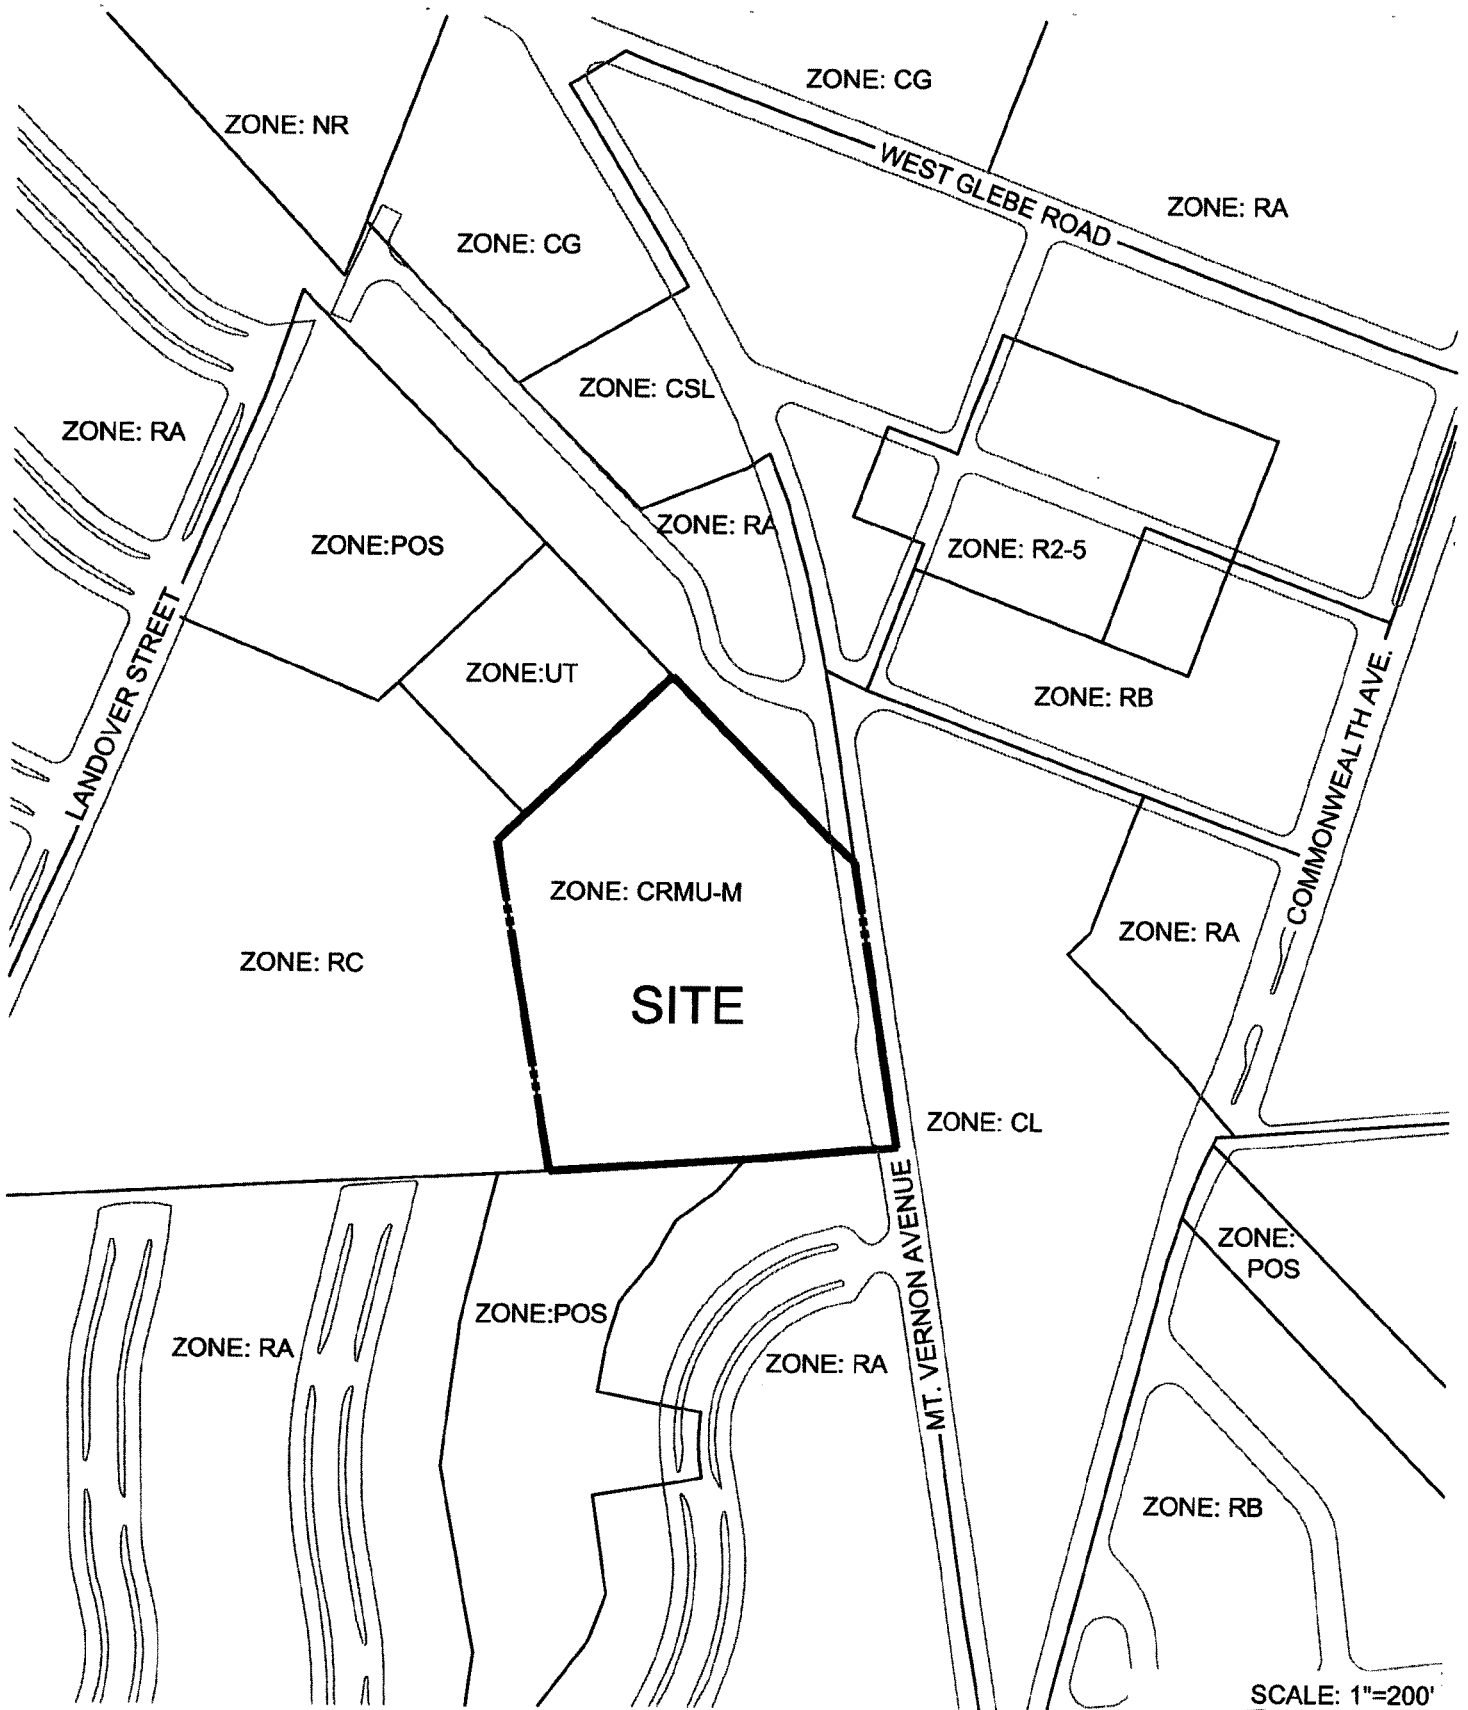 ZONE: CG
ZONE: NR
WEST GLEBE ROAD
ZONE: RA
ZONE: CG
ZONE: CSL
ZONE: RA
ZONE: RA
ZONE:POS
ZONE: R2-5
LANDOVER STREET
ZONE:UT
ZONE: RB
COMMONWEALTH AVE.
ZONE: CRMU-M
ZONE: RA
ZONE: RC
SITE
ZONE: CL
MT. VERNON AVENUE
ZONE:
POS
ZONE:POS
ZONE: RA
ZONE: RA
ZONE: RB
SCALE: 1"=200'